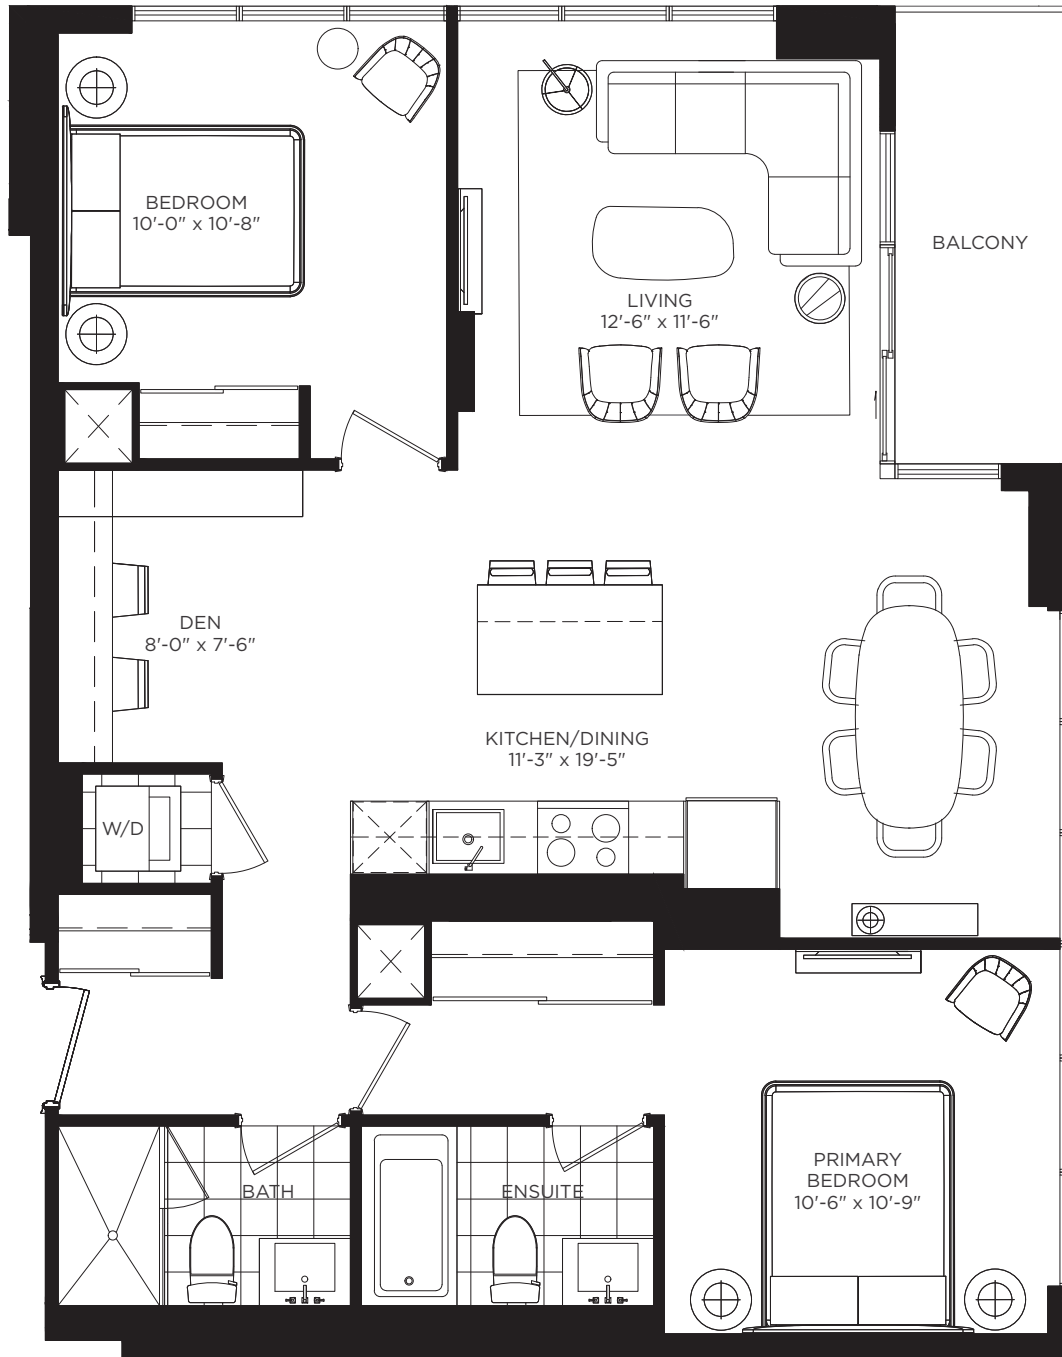 BEDROOM
10'-0" x 10'-8"
BALCONY
LIVING
12'-6" x 11'-6"
DEN
8'-0" x 7'-6"
KITCHEN/DINING
11'-3" x 19'-5"
W/D
PRIMARY
BEDROOM
10'-6" x 10'-9"
BATH
ENSUITE